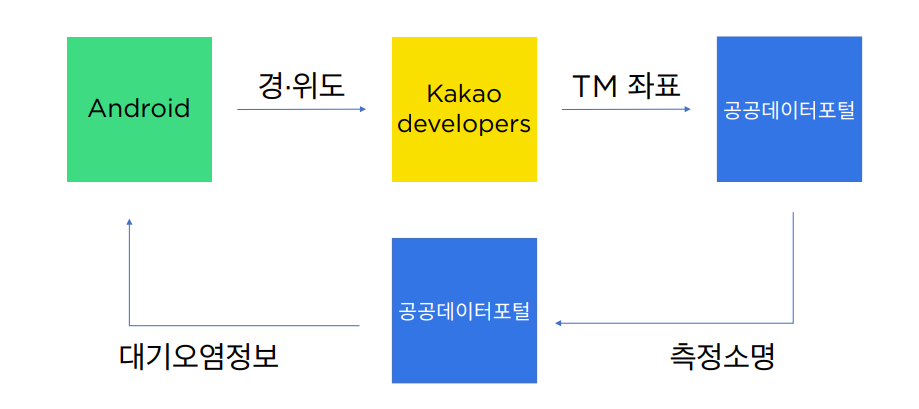 Android
경·위도
Kakao
developers
TM 좌표
공공데이터포털
공공데이터포털
대기오염정보
측정소명